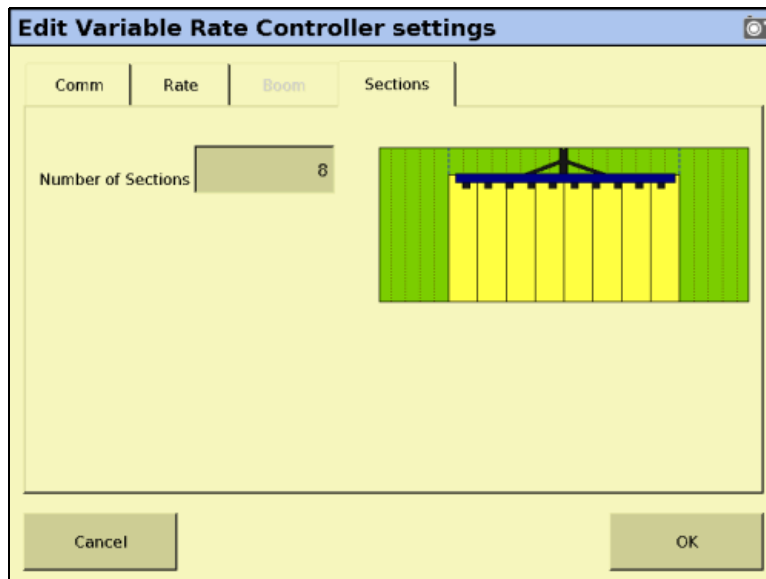 Edit Variable Rate Controller settings
Comm Rate Boom Sections
Number of Sections 8
Cancel OK